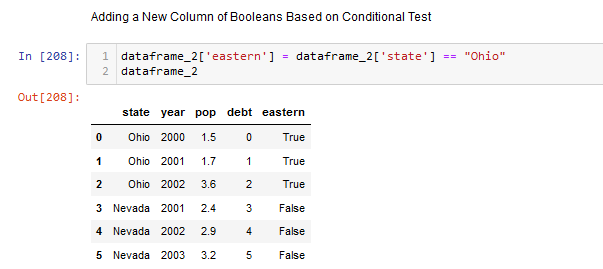 Adding a New Column of Booleans Based on Conditional Test
In [208]: 1 dataframe_2['eastern'] = dataframe_2['state'] == "Ohio"
2 dataframe_2
Out[208]:
state year pop debt eastern
0 Ohio 2000 1.5 0 True
1 Ohio 2001 1.7 1 True
2 Ohio 2002 3.6 2 True
3 Nevada 2001 2.4 3 False
4 Nevada 2002 2.9 4 False
5 Nevada 2003 3.2 5 False